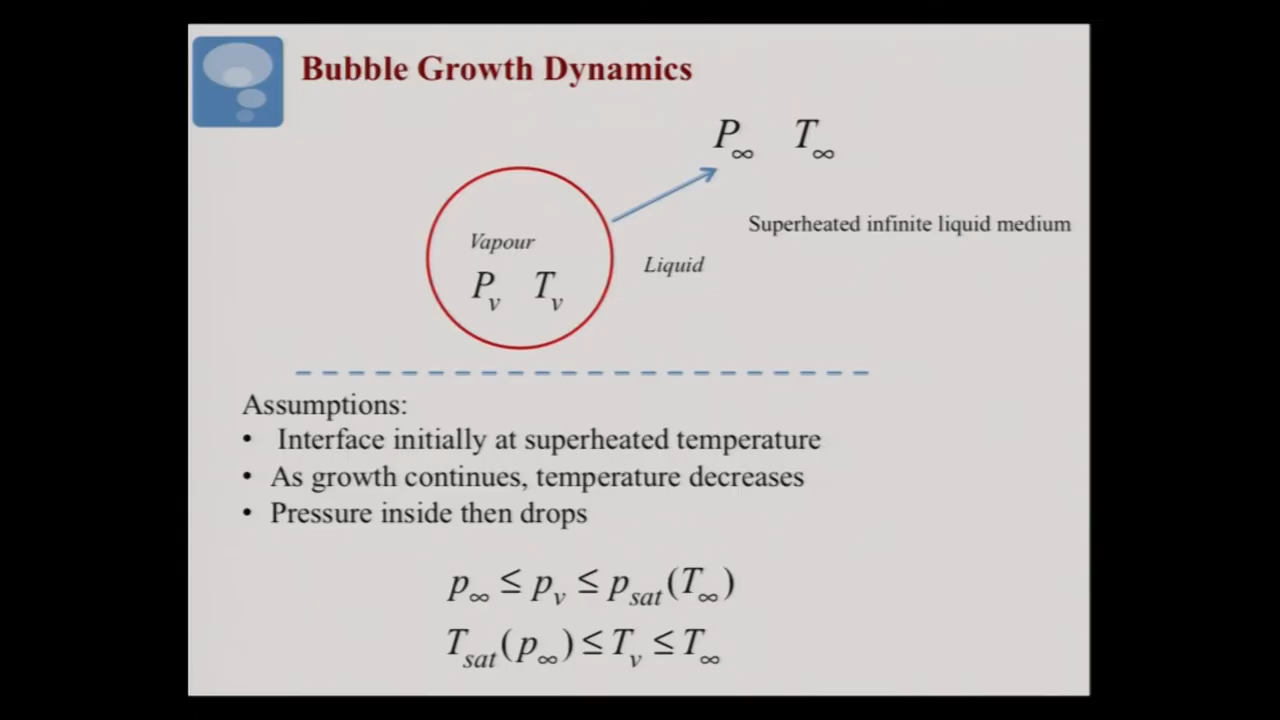 Bubble Growth Dynamics
P∞ T∞
Superheated infinite liquid medium
Vapour
Liquid
Pv Tv
Assumptions:
• Interface initially at superheated temperature
• As growth continues, temperature decreases
• Pressure inside then drops
p∞ ≤ pv ≤ psat(T∞)
Tsat(p∞) ≤ Tv ≤ T∞